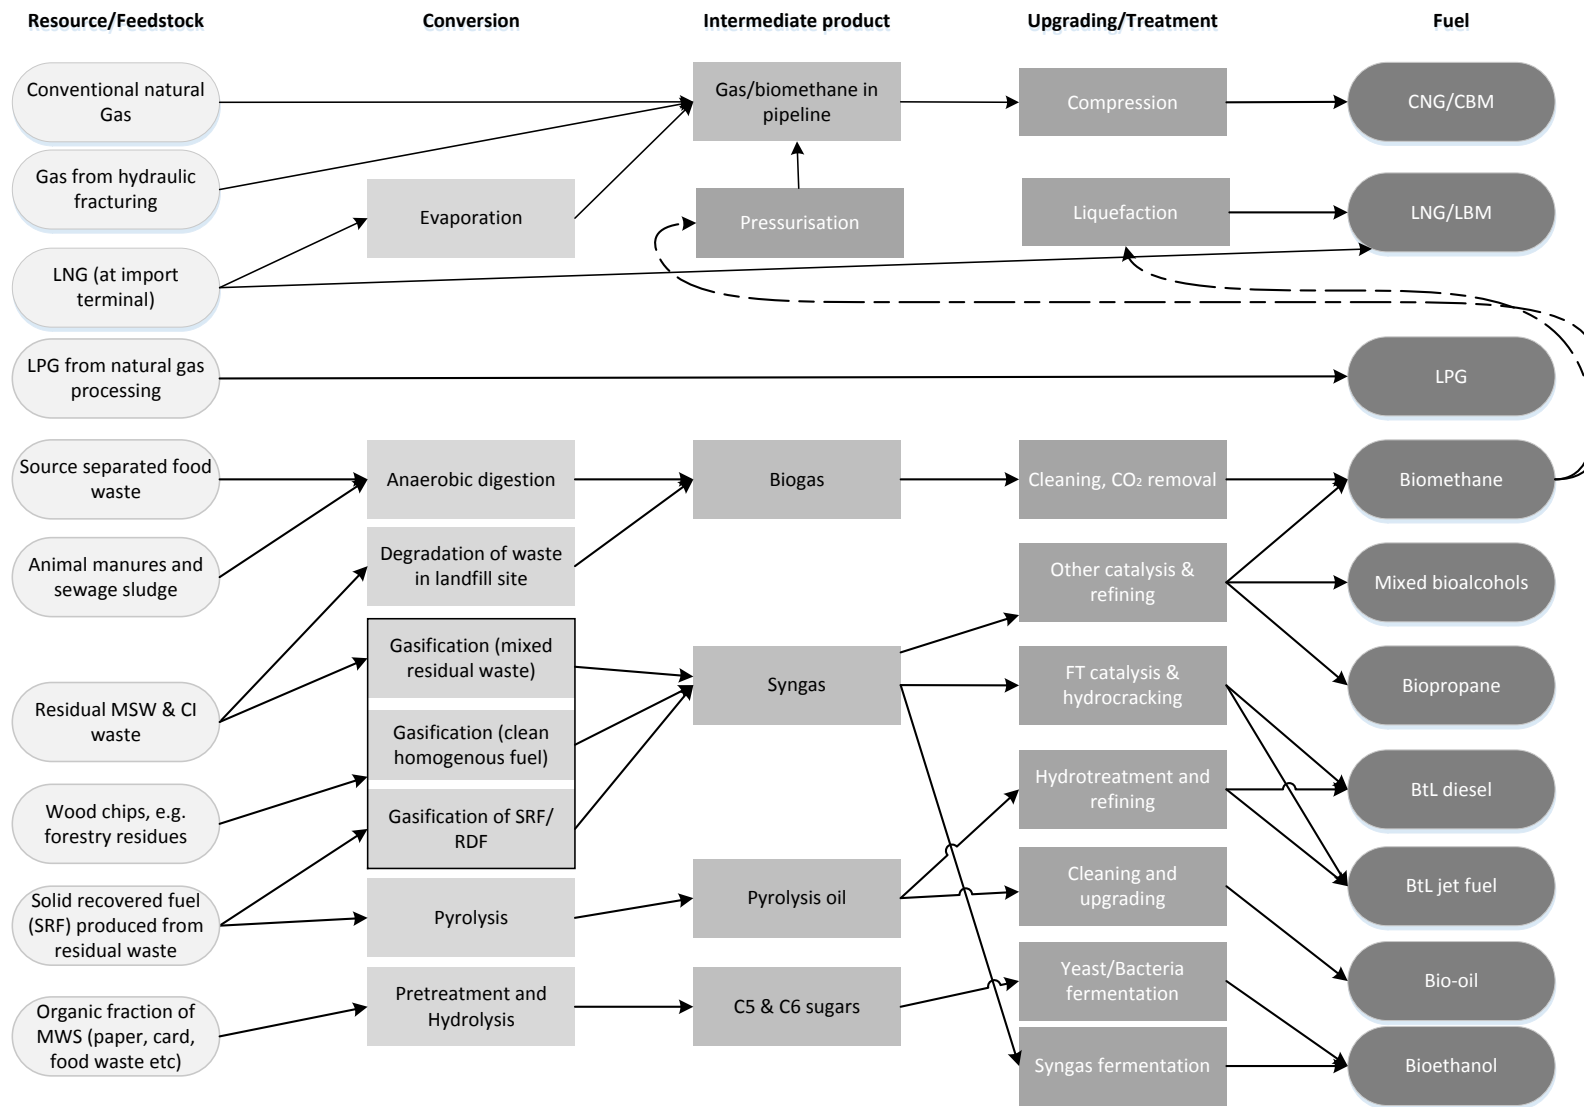 Resource/Feedstock
Conversion
Intermediate product
Upgrading/Treatment
Fuel
Conventional natural
Gas
Gas/biomethane in
pipeline
Compression
CNG/CBM
Gas from hydraulic
fracturing
Evaporation
Pressurisation
Liquefaction
LNG/LBM
LNG (at import
terminal)
LPG from natural gas
processing
LPG
Source separated food
waste
Anaerobic digestion
Biogas
Cleaning, CO₂ removal
Biomethane
Animal manures and
sewage sludge
Degradation of waste
in landfill site
Other catalysis &
refining
Mixed bioalcohols
Gasification (mixed
residual waste)
Syngas
FT catalysis &
hydrocracking
Biopropane
Residual MSW & CI
waste
Gasification (clean
homogenous fuel)
Hydrotreatment and
refining
BtL diesel
Wood chips, e.g.
forestry residues
Gasification of SRF/
RDF
Solid recovered fuel
(SRF) produced from
residual waste
Pyrolysis
Pyrolysis oil
Cleaning and
upgrading
BtL jet fuel
Organic fraction of
MWS (paper, card,
food waste etc)
Pretreatment and
Hydrolysis
C5 & C6 sugars
Yeast/Bacteria
fermentation
Bio-oil
Syngas fermentation
Bioethanol